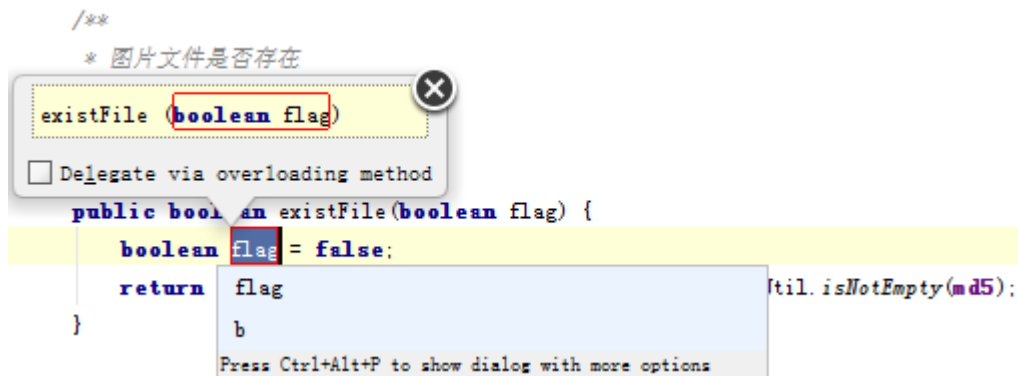 /**
* 图片文件是否存在
existFile (boolean flag)
Delegate via overloading method
public boolean existFile(boolean flag) {
boolean flag = false;
return til.isNotEmpty(md5);
flag
b
}
Press Ctrl+Alt+P to show dialog with more options